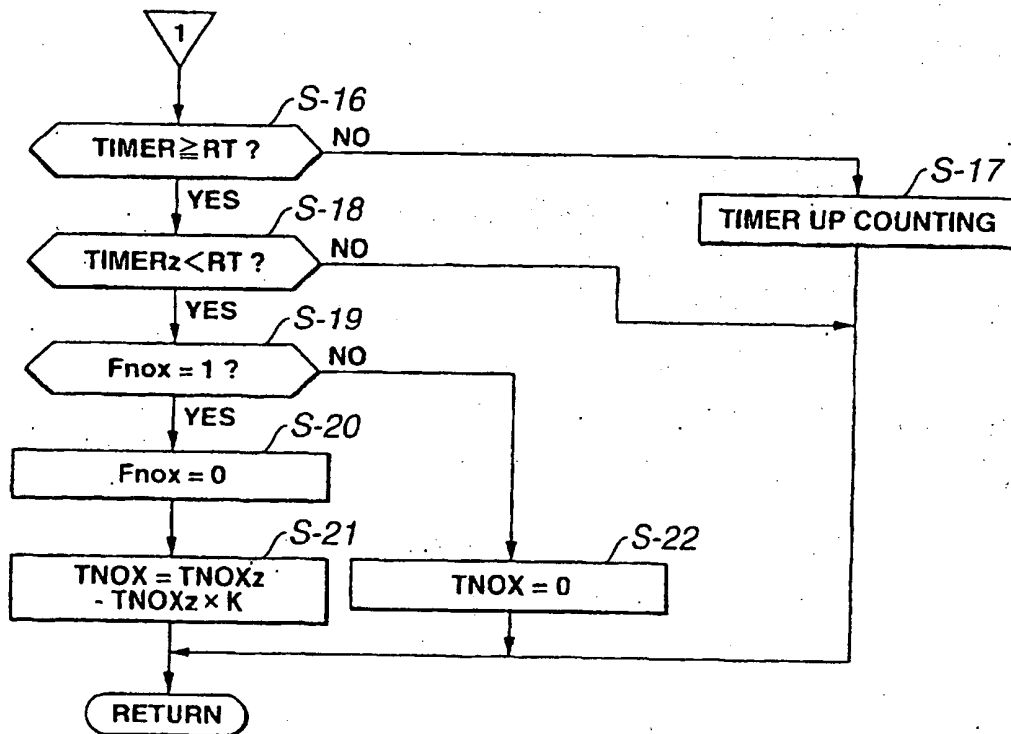 1
S-16
TIMER≧RT ?
NO
YES
S-17
TIMER UP COUNTING
S-18
TIMERz<RT ?
NO
YES
S-19
Fnox = 1 ?
NO
YES
S-20
Fnox = 0
S-21
TNOX = TNOXz
- TNOXz × K
S-22
TNOX = 0
RETURN